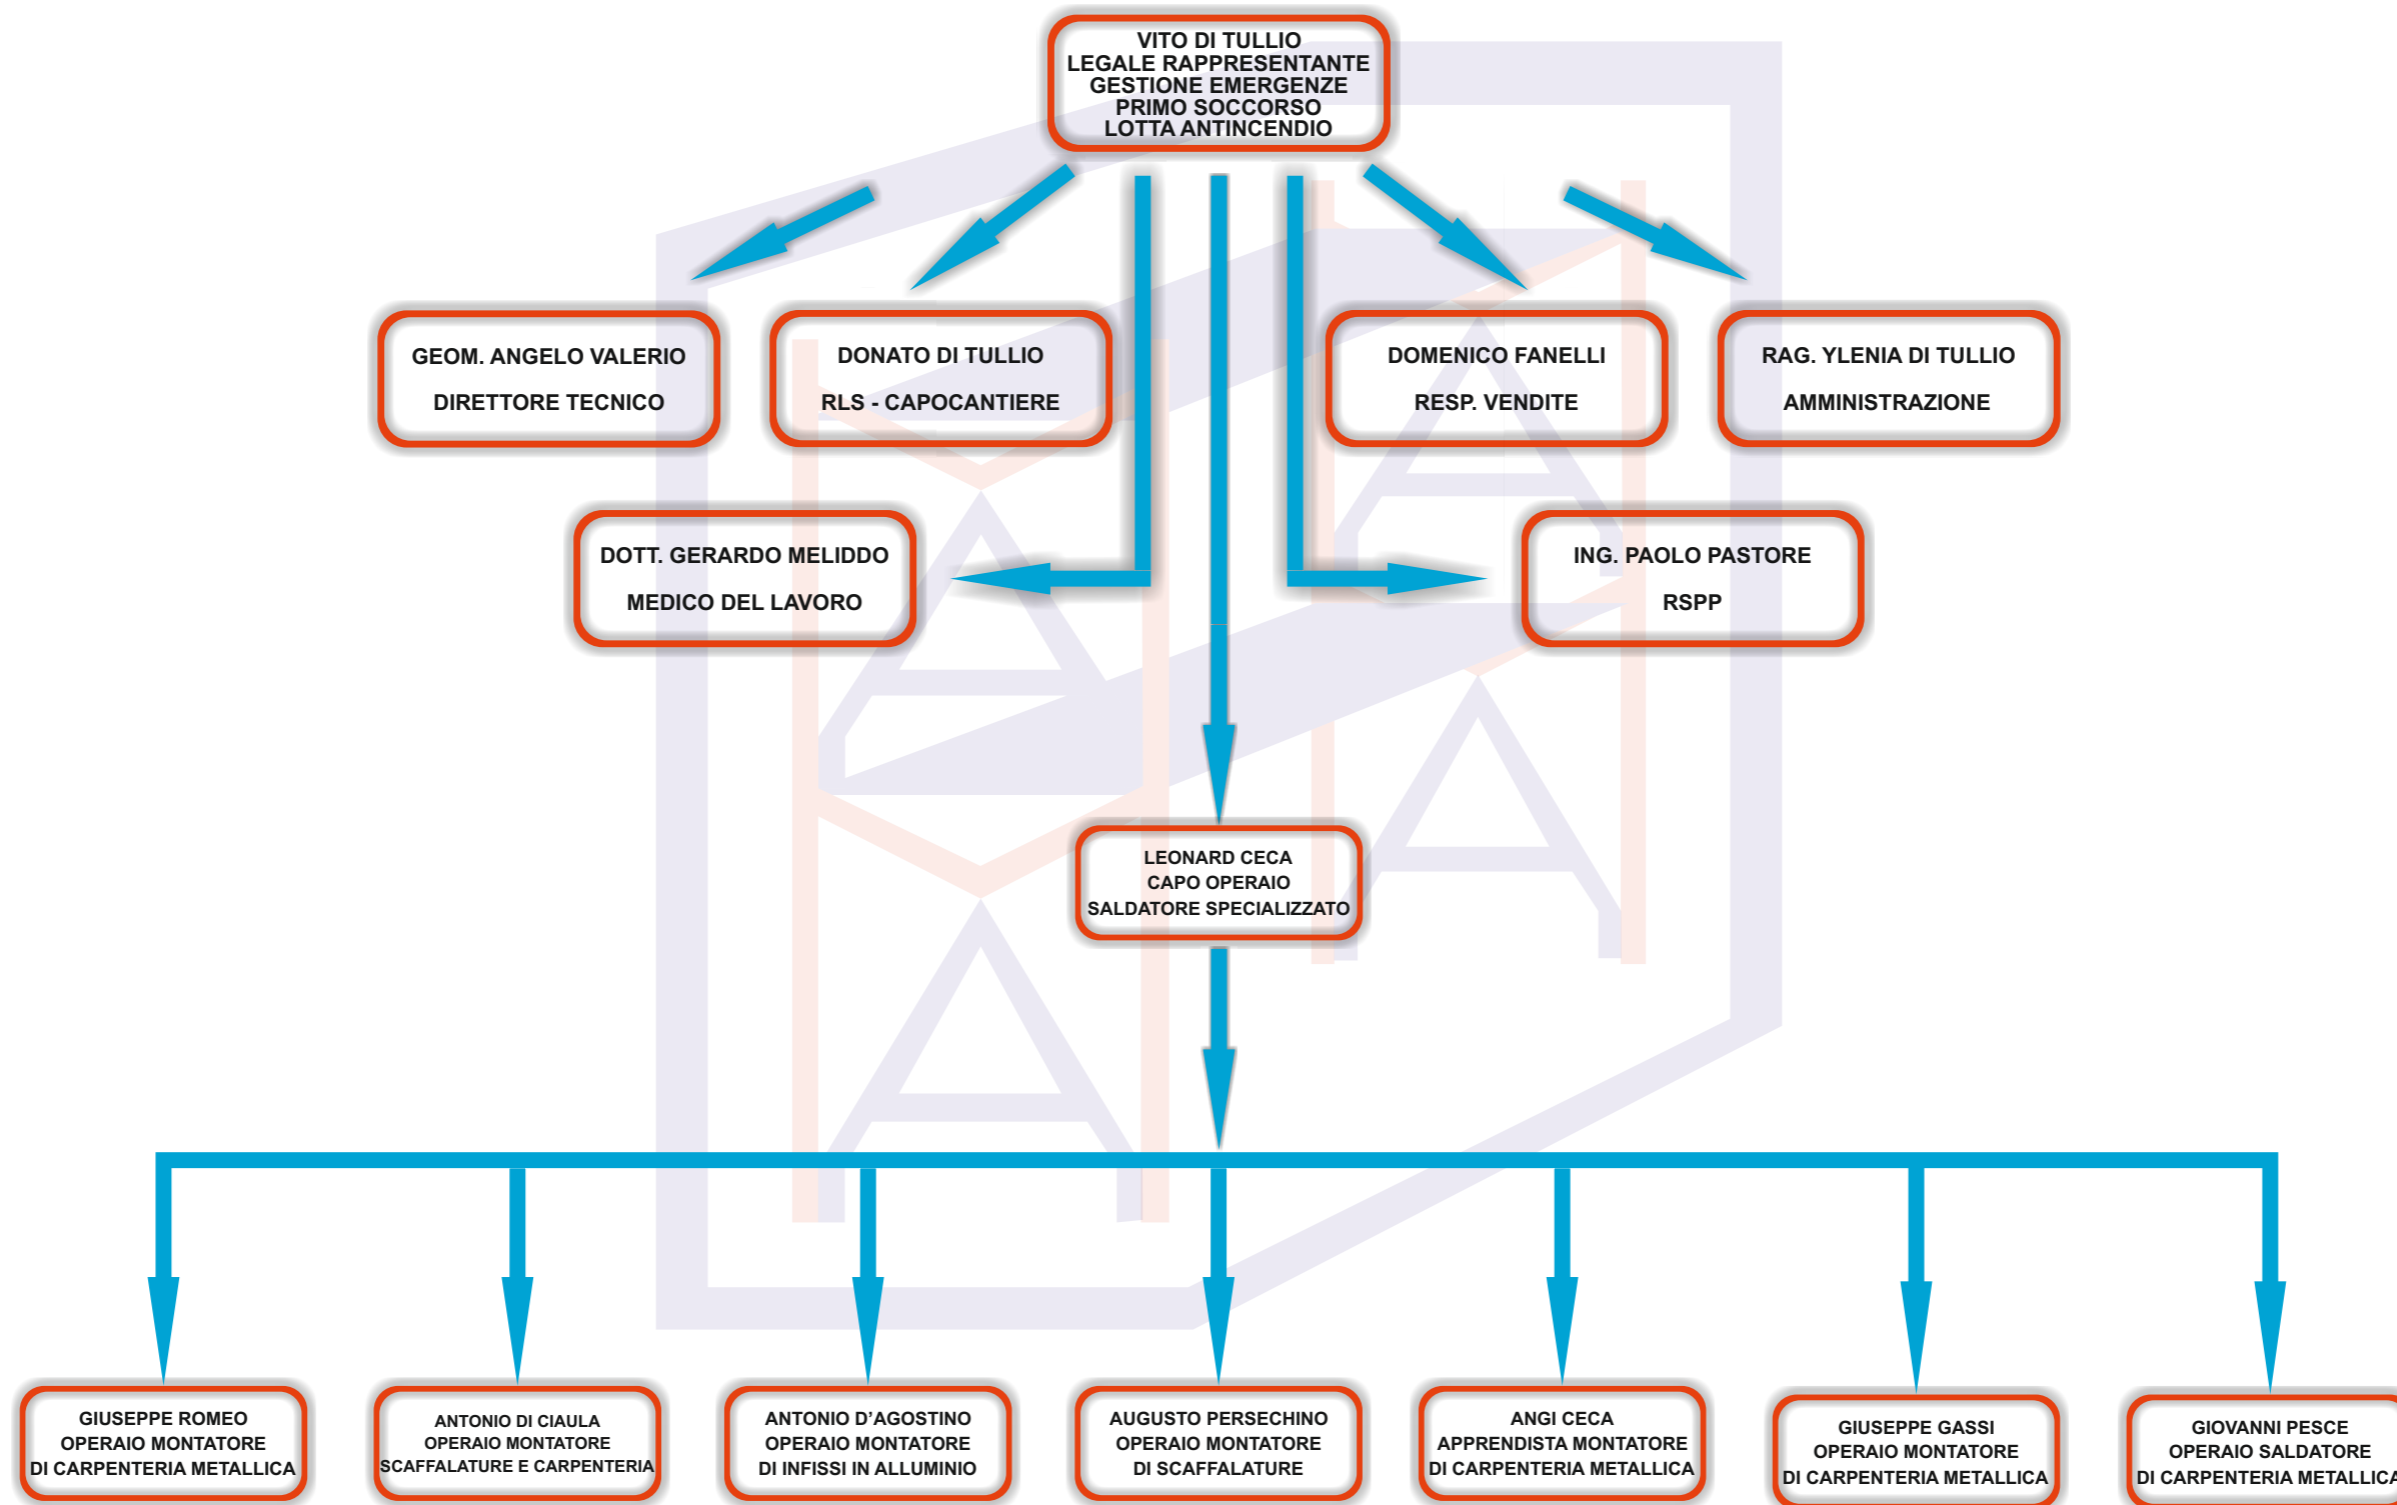 VITO DI TULLIO
LEGALE RAPPRESENTANTE
GESTIONE EMERGENZE
PRIMO SOCCORSO
LOTTA ANTINCENDIO
GEOM. ANGELO VALERIO
DIRETTORE TECNICO
DONATO DI TULLIO
RLS - CAPOCANTIERE
DOMENICO FANELLI
RESP. VENDITE
RAG. YLENIA DI TULLIO
AMMINISTRAZIONE
DOTT. GERARDO MELIDDO
MEDICO DEL LAVORO
ING. PAOLO PASTORE
RSPP
LEONARD CECA
CAPO OPERAIO
SALDATORE SPECIALIZZATO
GIUSEPPE ROMEO
OPERAIO MONTATORE
DI CARPENTERIA METALLICA
ANTONIO DI CIAULA
OPERAIO MONTATORE
SCAFFALATURE E CARPENTERIA
ANTONIO D’AGOSTINO
OPERAIO MONTATORE
DI INFISSI IN ALLUMINIO
AUGUSTO PERSECHINO
OPERAIO MONTATORE
DI SCAFFALATURE
ANGI CECA
APPRENDISTA MONTATORE
DI CARPENTERIA METALLICA
GIUSEPPE GASSI
OPERAIO MONTATORE
DI CARPENTERIA METALLICA
GIOVANNI PESCE
OPERAIO SALDATORE
DI CARPENTERIA METALLICA